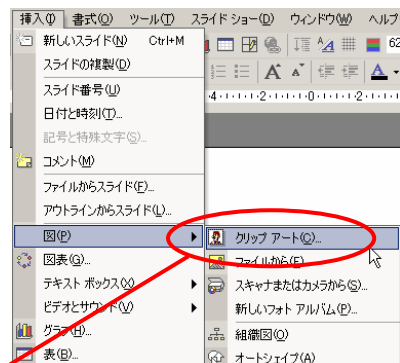 挿入(I) 書式(O) ツール(T) スライド ショー(D) ウィンドウ(W) ヘルプ
新しいスライド(N) Ctrl+M
スライドの複製(D)
スライド番号(U)
日付と時刻(T)...
記号と特殊文字(S)...
コメント(M)
ファイルからスライド(F)...
アウトラインからスライド(L)...
図(P)
図表(G)...
テキスト ボックス(X)
ビデオとサウンド(V)
グラフ(H)...
表(B)...
クリップ アート(C)...
ファイルから(F)...
スキャナまたはカメラから(S)...
新しいフォト アルバム(P)...
組織図(O)
オートシェイプ(A)
62
4 2 0 2